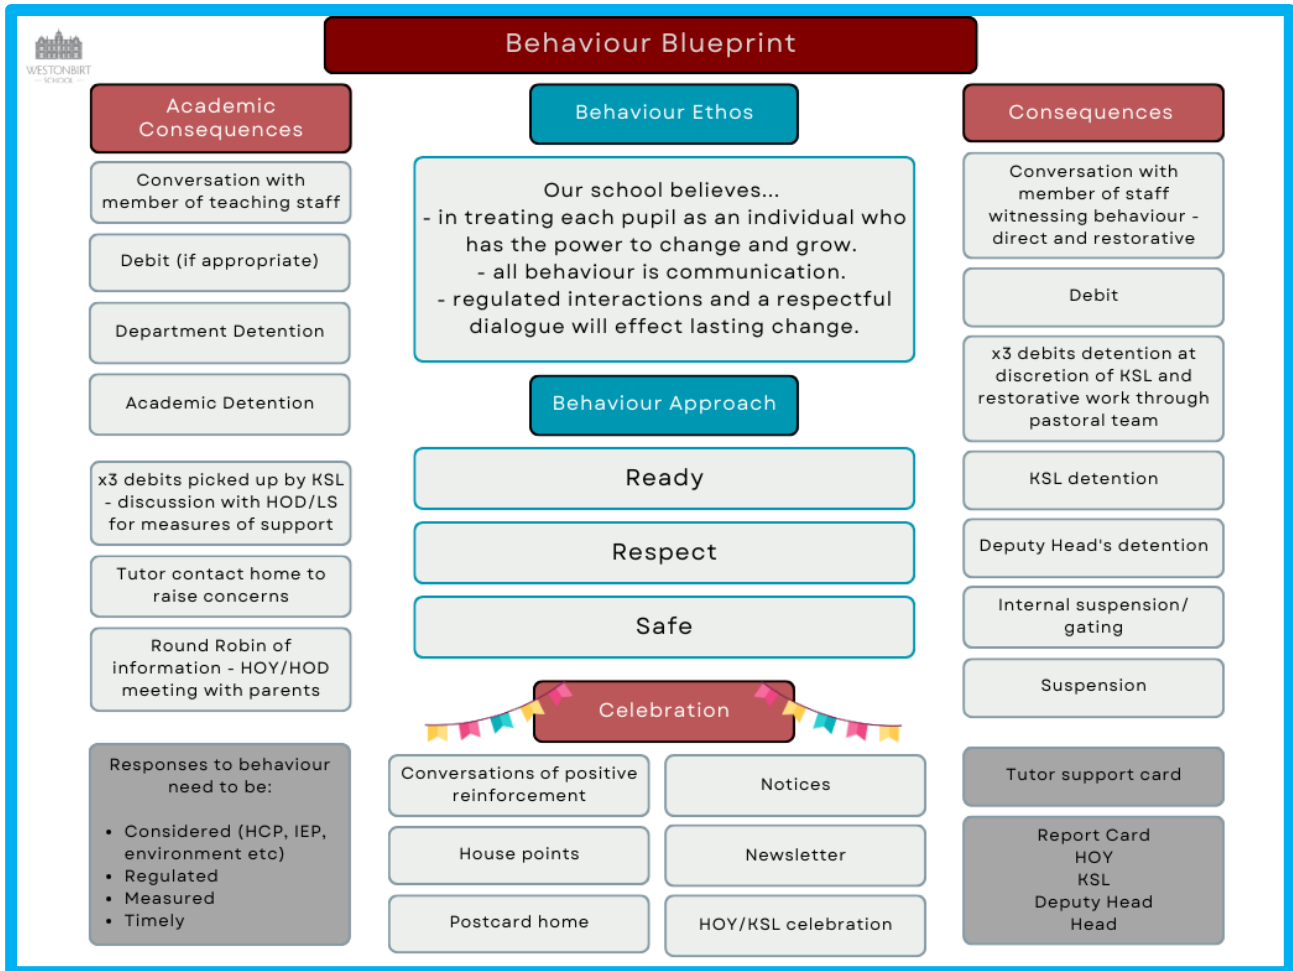 Behaviour Blueprint
WESTONBIRT
SCHOOL
Academic
Consequences
Conversation with
member of teaching staff
Debit (if appropriate)
Department Detention
Academic Detention
x3 debits picked up by KSL
- discussion with HOD/LS
for measures of support
Tutor contact home to
raise concerns
Round Robin of
information - HOY/HOD
meeting with parents
Responses to behaviour
need to be:
• Considered (HCP, IEP,
environment etc)
• Regulated
• Measured
• Timely
Behaviour Ethos
Our school believes...
- in treating each pupil as an individual who
has the power to change and grow.
- all behaviour is communication.
- regulated interactions and a respectful
dialogue will effect lasting change.
Behaviour Approach
Ready
Respect
Safe
Celebration
Conversations of positive
reinforcement
Notices
House points
Newsletter
Postcard home
HOY/KSL celebration
Consequences
Conversation with
member of staff
witnessing behaviour -
direct and restorative
Debit
x3 debits detention at
discretion of KSL and
restorative work through
pastoral team
KSL detention
Deputy Head's detention
Internal suspension/
gating
Suspension
Tutor support card
Report Card
HOY
KSL
Deputy Head
Head